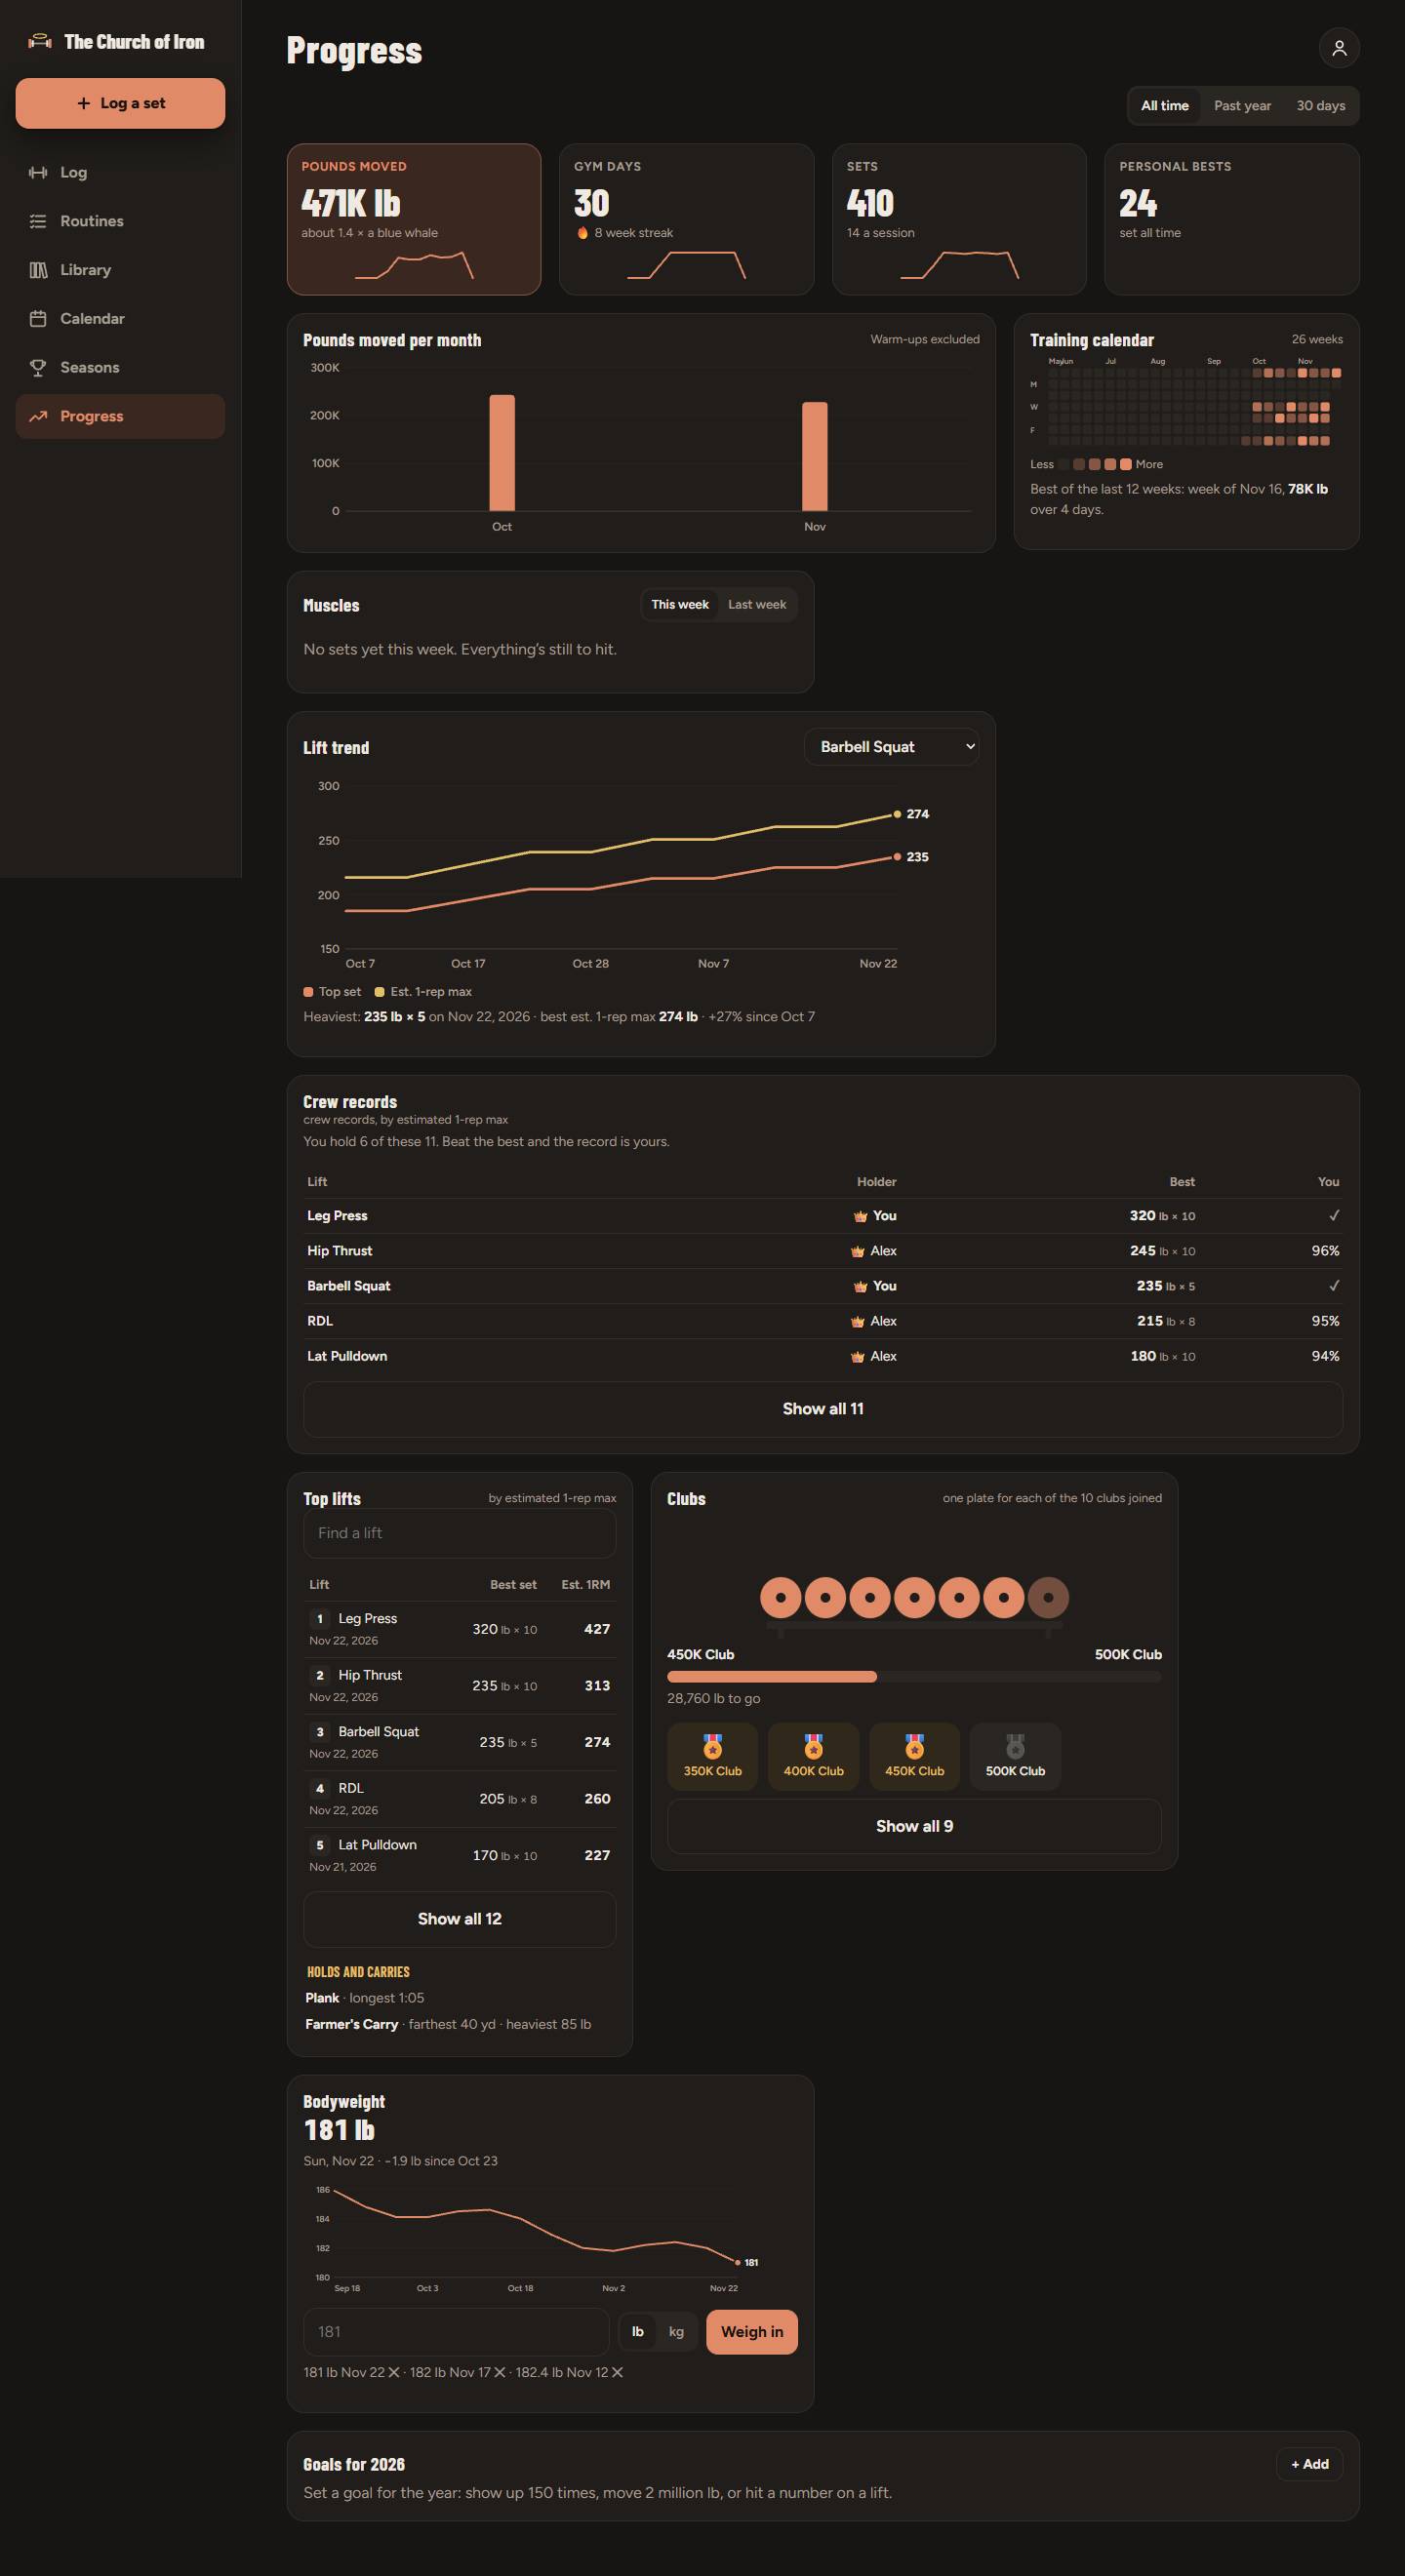 The Church of Iron
+ Log a set
Log
Routines
Library
Calendar
Seasons
Progress
Progress
All time Past year 30 days
POUNDS MOVED
471K lb
about 1.4 × a blue whale
GYM DAYS
30
🔥 8 week streak
SETS
410
14 a session
PERSONAL BESTS
24
set all time
Pounds moved per month Warm-ups excluded
300K
200K
100K
0
Oct Nov
Training calendar 26 weeks
May Jun Jul Aug Sep Oct Nov
M
W
F
Less More
Best of the last 12 weeks: week of Nov 16, 78K lb
over 4 days.
Muscles This week Last week
No sets yet this week. Everything's still to hit.
Lift trend Barbell Squat
300
250
200
150
274
235
Oct 7 Oct 17 Oct 28 Nov 7 Nov 22
Top set Est. 1-rep max
Heaviest: 235 lb × 5 on Nov 22, 2026 · best est. 1-rep max 274 lb · +27% since Oct 7
Crew records
crew records, by estimated 1-rep max
You hold 6 of these 11. Beat the best and the record is yours.
Lift Holder Best You
Leg Press You 320 lb × 10 ✓
Hip Thrust Alex 245 lb × 10 96%
Barbell Squat You 235 lb × 5 ✓
RDL Alex 215 lb × 8 95%
Lat Pulldown Alex 180 lb × 10 94%
Show all 11
Top lifts by estimated 1-rep max
Find a lift
Lift Best set Est. 1RM
1 Leg Press 320 lb × 10 427
Nov 22, 2026
2 Hip Thrust 235 lb × 10 313
Nov 22, 2026
3 Barbell Squat 235 lb × 5 274
Nov 22, 2026
4 RDL 205 lb × 8 260
Nov 22, 2026
5 Lat Pulldown 170 lb × 10 227
Nov 21, 2026
Show all 12
HOLDS AND CARRIES
Plank · longest 1:05
Farmer's Carry · farthest 40 yd · heaviest 85 lb
Clubs one plate for each of the 10 clubs joined
450K Club 500K Club
28,760 lb to go
350K Club 400K Club 450K Club 500K Club
Show all 9
Bodyweight
181 lb
Sun, Nov 22 · −1.9 lb since Oct 23
186
184
182
180
181
Sep 18 Oct 3 Oct 18 Nov 2 Nov 22
181 lb kg Weigh in
181 lb Nov 22 ✕ · 182 lb Nov 17 ✕ · 182.4 lb Nov 12 ✕
Goals for 2026 + Add
Set a goal for the year: show up 150 times, move 2 million lb, or hit a number on a lift.